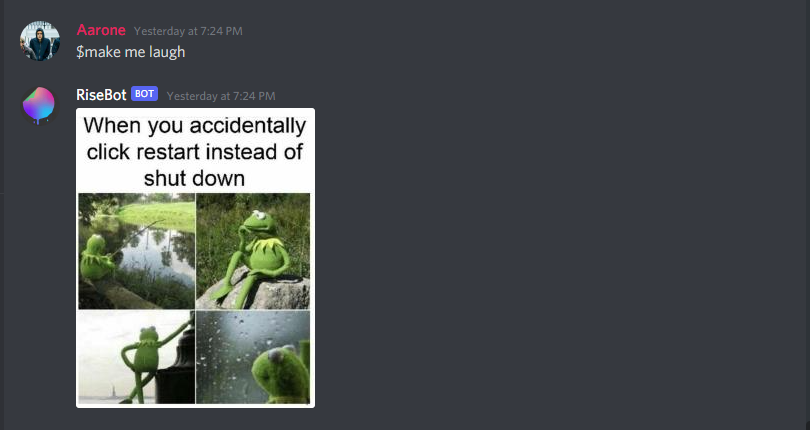 Aarone Yesterday at 7:24 PM
$make me laugh
RiseBot BOT Yesterday at 7:24 PM
When you accidentally
click restart instead of
shut down